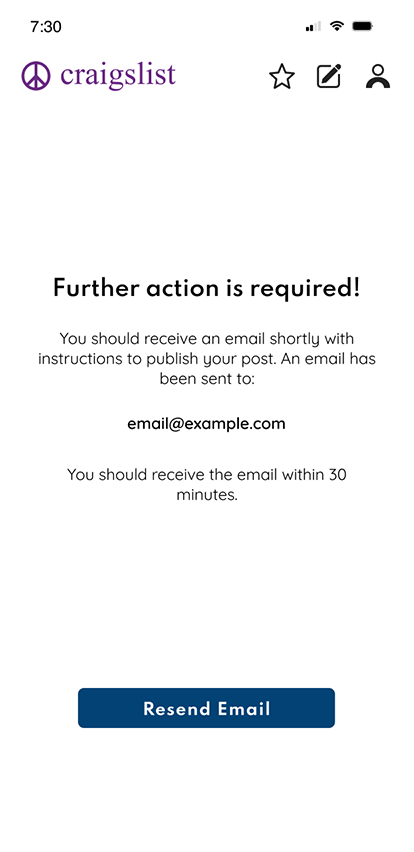 7:30
craigslist
Further action is required!
You should receive an email shortly with
instructions to publish your post. An email has
been sent to:
email@example.com
You should receive the email within 30
minutes.
Resend Email